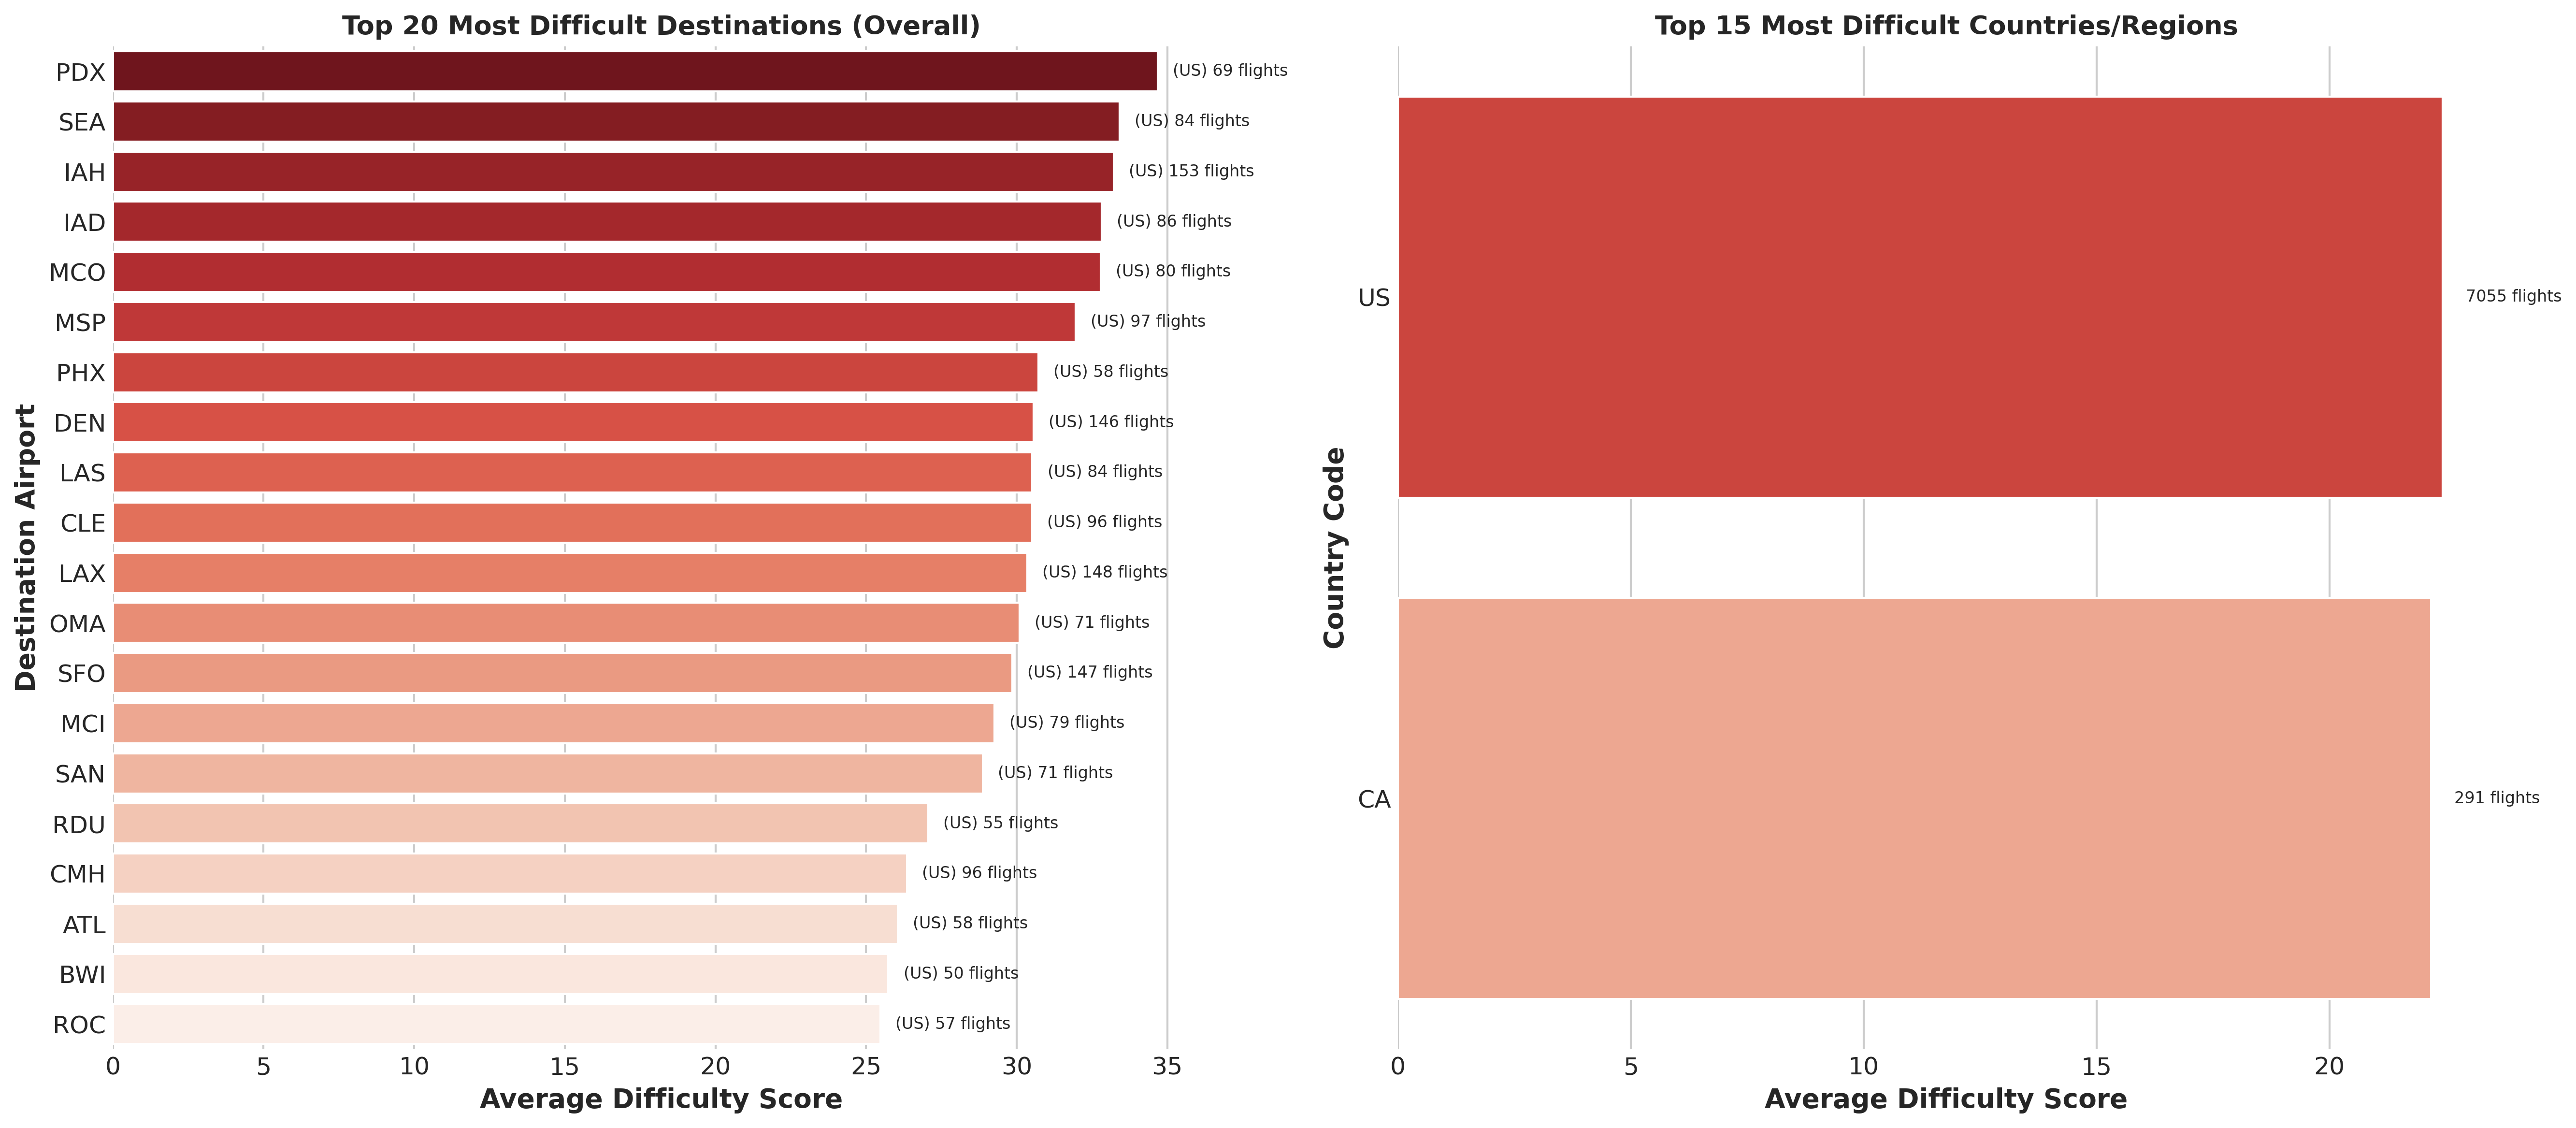 Top 20 Most Difficult Destinations (Overall)
Destination Airport
PDX (US) 69 flights
SEA (US) 84 flights
IAH (US) 153 flights
IAD (US) 86 flights
MCO (US) 80 flights
MSP (US) 97 flights
PHX (US) 58 flights
DEN (US) 146 flights
LAS (US) 84 flights
CLE (US) 96 flights
LAX (US) 148 flights
OMA (US) 71 flights
SFO (US) 147 flights
MCI (US) 79 flights
SAN (US) 71 flights
RDU (US) 55 flights
CMH (US) 96 flights
ATL (US) 58 flights
BWI (US) 50 flights
ROC (US) 57 flights
0 5 10 15 20 25 30 35
Average Difficulty Score
Top 15 Most Difficult Countries/Regions
Country Code
US 7055 flights
CA 291 flights
0 5 10 15 20
Average Difficulty Score